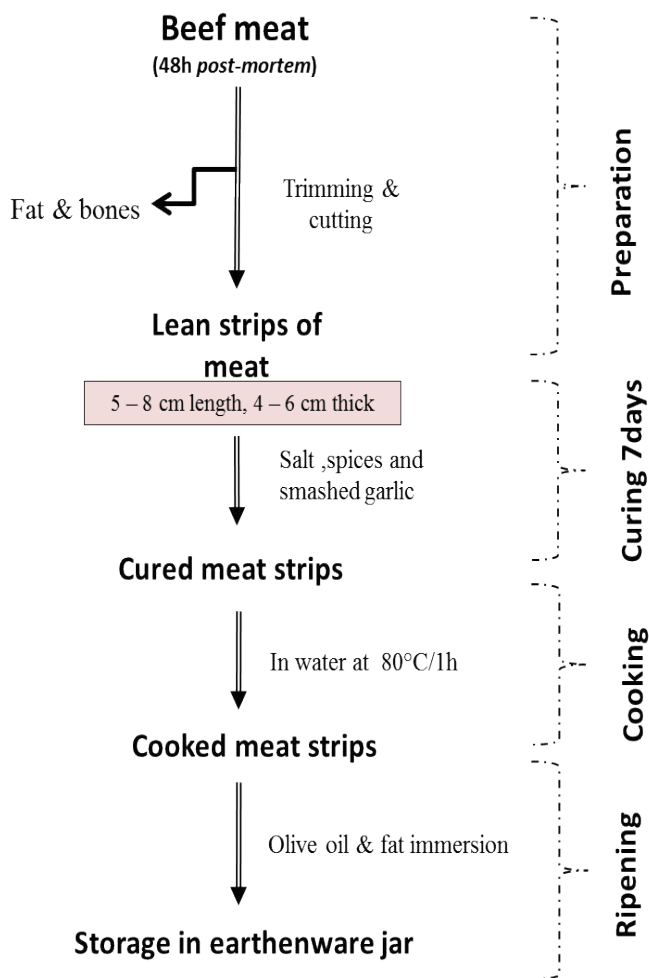 Beef meat
(48h post-mortem)
Fat & bones
Trimming &
cutting
Lean strips of
meat
5 – 8 cm length, 4 – 6 cm thick
Salt ,spices and
smashed garlic
Cured meat strips
In water at 80°C/1h
Cooked meat strips
Olive oil & fat immersion
Storage in earthenware jar
Preparation
Curing 7days
Cooking
Ripening